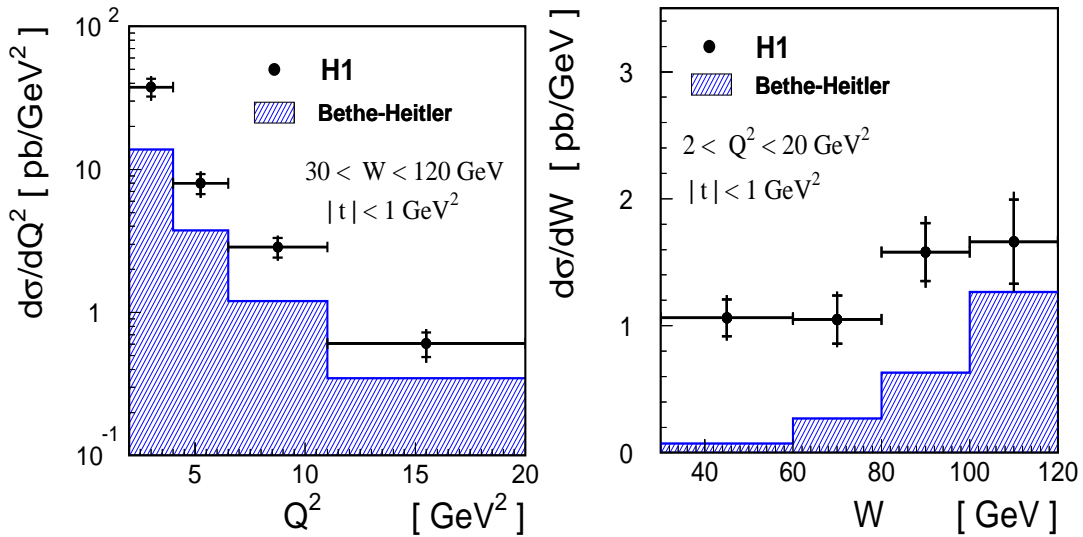 dσ/dQ² [ pb/GeV² ]
10²
10
1
10⁻¹
H1
Bethe-Heitler
30 < W < 120 GeV
| t | < 1 GeV²
5
10
15
20
Q² [ GeV² ]
dσ/dW [ pb/GeV ]
3
2
1
0
H1
Bethe-Heitler
2 < Q² < 20 GeV²
| t | < 1 GeV²
40
60
80
100
120
W [ GeV ]